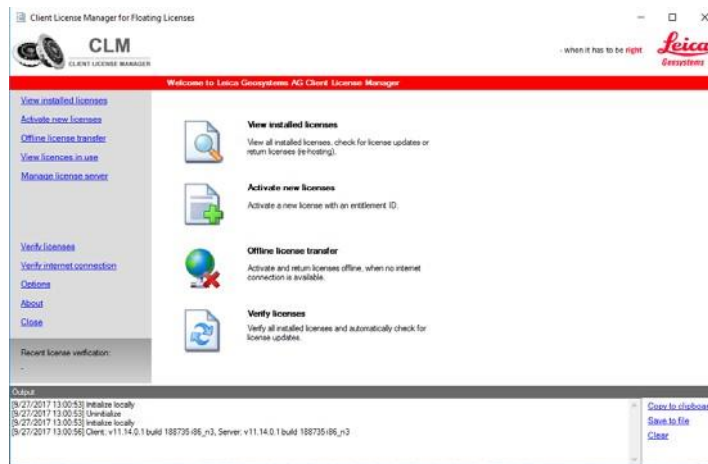 Client License Manager for Floating Licenses
CLM
CLIENT LICENSE MANAGER
- when it has to be right
Leica
Geosystems
Welcome to Leica Geosystems AG Client License Manager
View installed licenses
Activate new licenses
Offline license transfer
View licences in use
Manage license server
Verify licenses
Verify internet connection
Options
About
Close
Recent license verification:
-
View installed licenses
View all installed licenses, check for license updates or
return licenses (re-hosting).
Activate new licenses
Activate a new license with an entitlement ID.
Offline license transfer
Activate and return licenses offline, when no internet
connection is available.
Verify licenses
Verify all installed licenses and automatically check for
license updates.
Output
[9/27/2017 13:00:53] Initialize locally
[9/27/2017 13:00:53] Uninitialize
[9/27/2017 13:00:53] Initialize locally
[9/27/2017 13:00:56] Client: v11.14.0.1 build 188735 i86_n3, Server: v11.14.0.1 build 188735 i86_n3
Copy to clipboar
Save to file
Clear